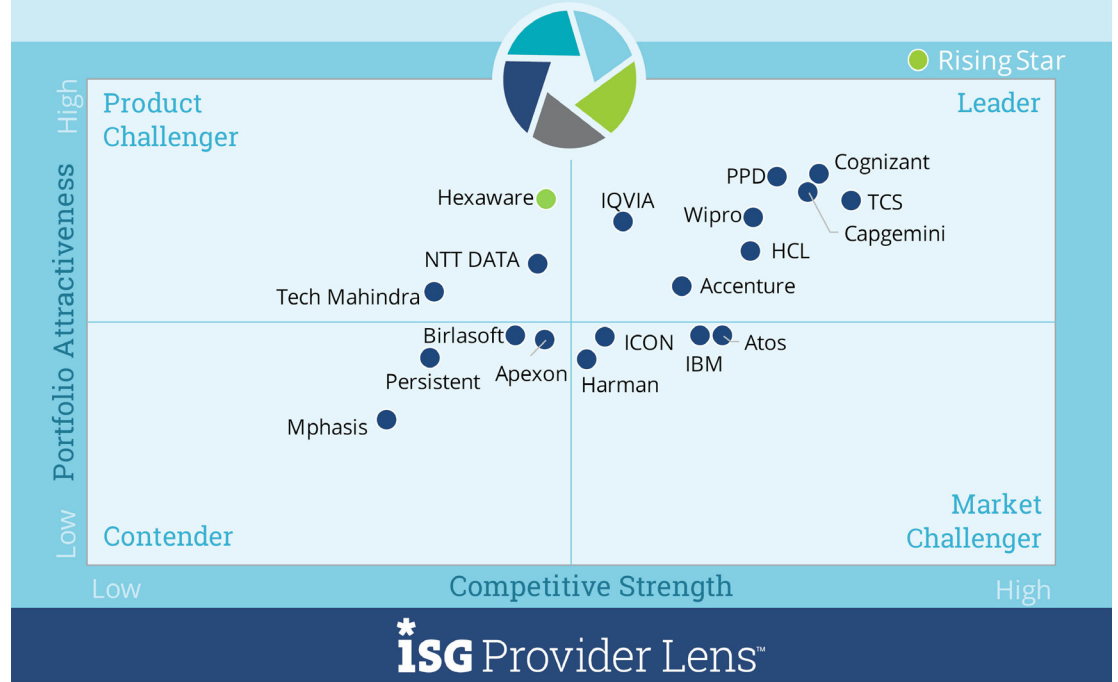 Rising Star
High
Product
Challenger
Leader
Portfolio Attractiveness
Hexaware
NTT DATA
Tech Mahindra
IQVIA
PPD
Cognizant
TCS
Wipro
Capgemini
HCL
Accenture
Birlasoft
Apexon
Persistent
Mphasis
ICON
Harman
IBM
Atos
Low
Contender
Market
Challenger
Low
Competitive Strength
High
iSG Provider Lens™